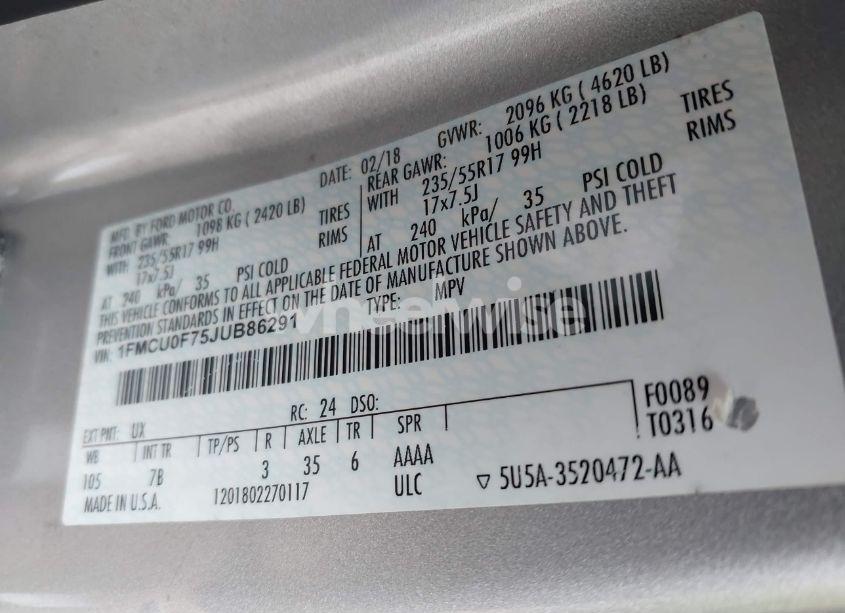 MFD. BY FORD MOTOR CO.
DATE: 02/18
GVWR: 2096 KG ( 4620 LB)
FRONT GAWR: 1098 KG ( 2420 LB)
WITH 235/55R17 99H TIRES
17x7.5J RIMS
AT 240 kPa/ 35 PSI COLD
REAR GAWR: 1006 KG ( 2218 LB)
WITH 235/55R17 99H TIRES
17x7.5J RIMS
AT 240 kPa/ 35 PSI COLD
THIS VEHICLE CONFORMS TO ALL APPLICABLE FEDERAL MOTOR VEHICLE SAFETY AND THEFT
PREVENTION STANDARDS IN EFFECT ON THE DATE OF MANUFACTURE SHOWN ABOVE.
VIN: 1FMCU0F75JUB86291 TYPE: MPV
EXT PNT: UX RC: 24 DSO: F0089
WB INT TR TP/PS R AXLE TR SPR T0316
105 7B 3 35 6 AAAA
MADE IN U.S.A. 1201802270117 ULC ▽ 5U5A-3520472-AA